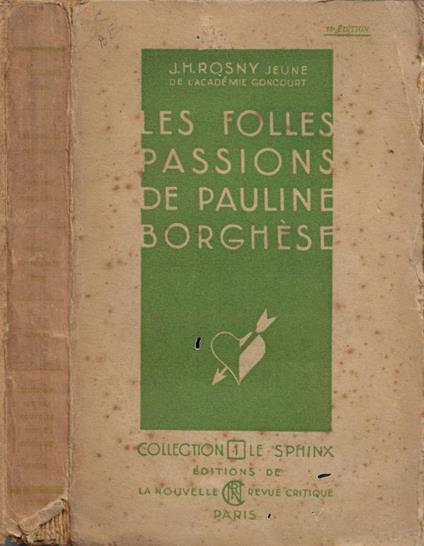 J.H. ROSNY JEUNE
DE L'ACADÉMIE GONCOURT
LES FOLLES
PASSIONS
DE PAULINE
BORGHÈSE
COLLECTION 1 LE SPHINX
ÉDITIONS DE
LA NOUVELLE REVUE CRITIQUE
PARIS